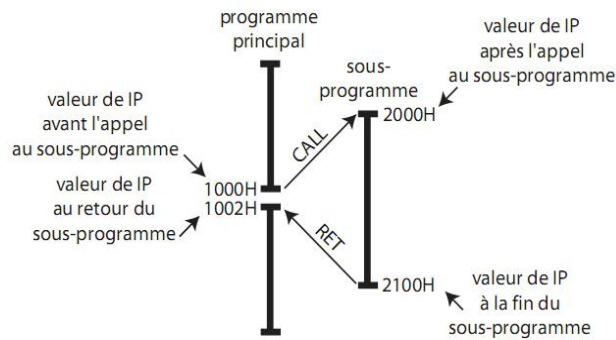 programme
principal
valeur de IP
après l'appel
au sous-programme
sous-
programme
2000H
valeur de IP
avant l'appel
au sous-programme
CALL
1000H
valeur de IP
au retour du
sous-programme
1002H
RET
2100H
valeur de IP
à la fin du
sous-programme